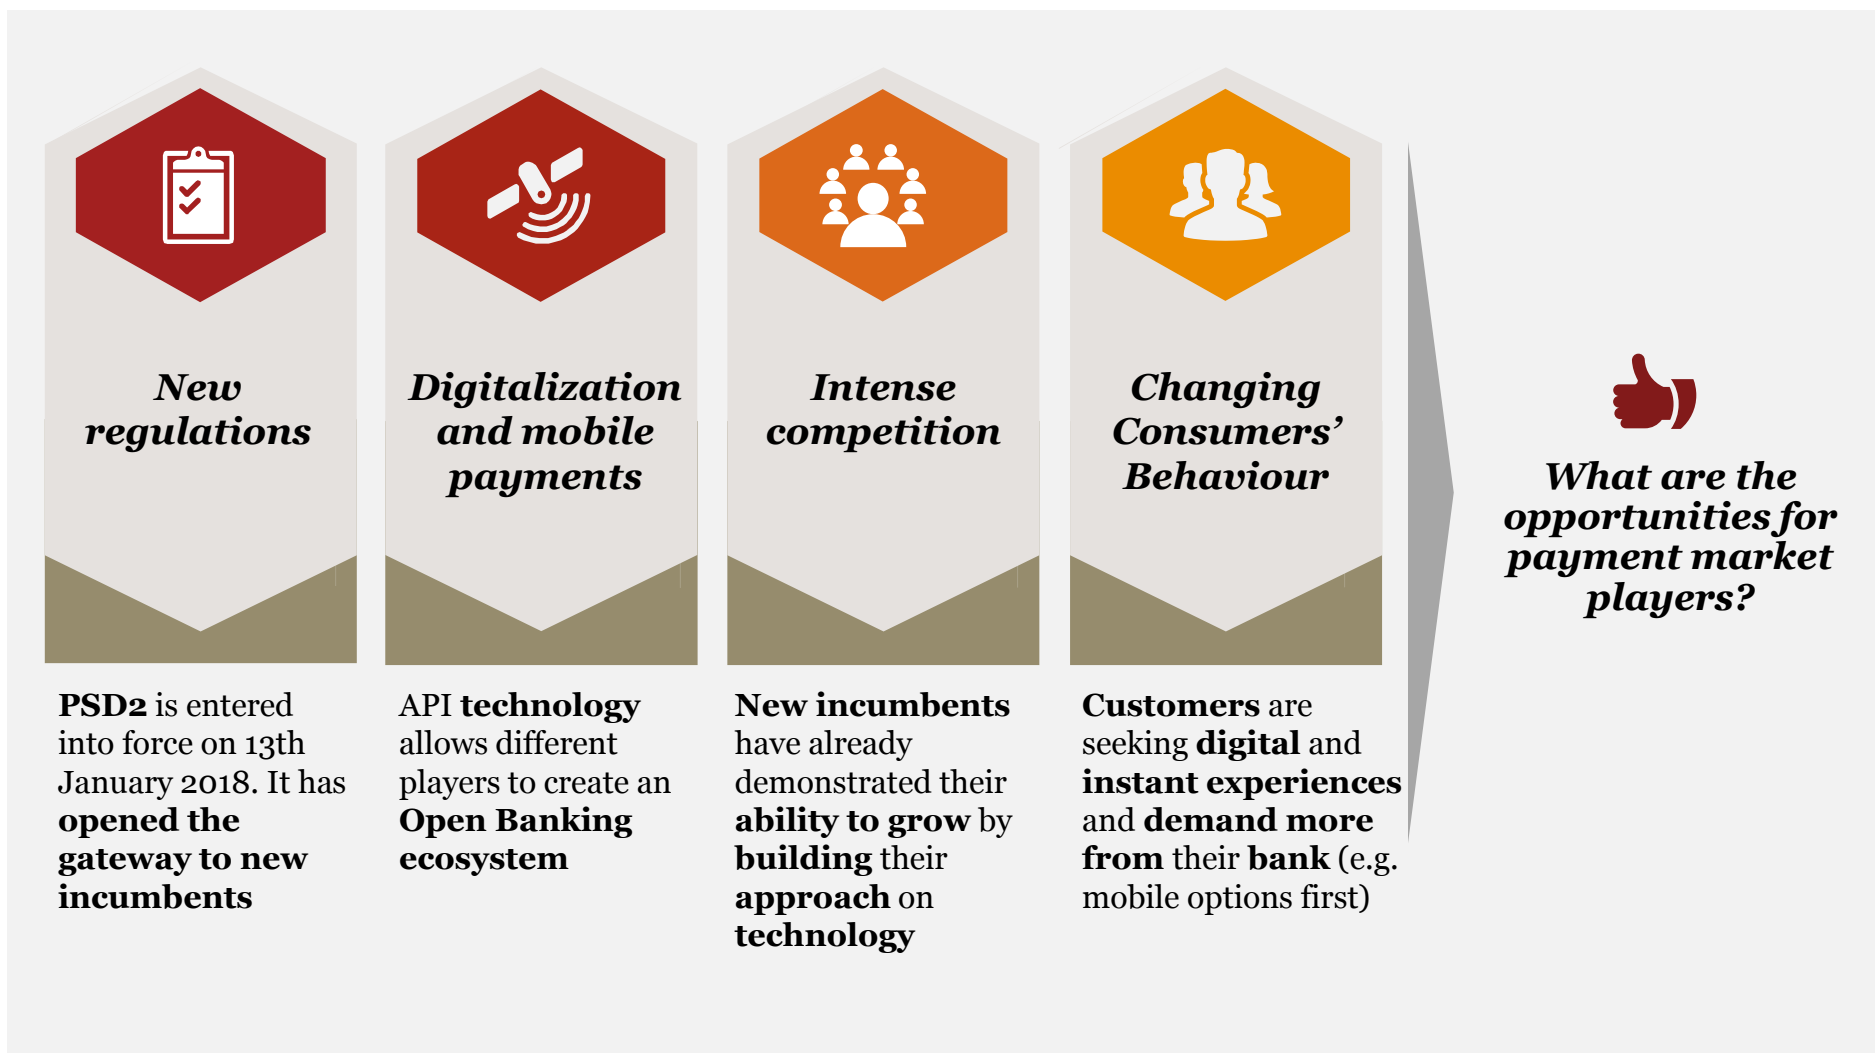 New
regulations
Digitalization
and mobile
payments
Intense
competition
Changing
Consumers’
Behaviour
What are the
opportunities for
payment market
players?
PSD2 is entered
into force on 13th
January 2018. It has
opened the
gateway to new
incumbents
API technology
allows different
players to create an
Open Banking
ecosystem
New incumbents
have already
demonstrated their
ability to grow by
building their
approach on
technology
Customers are
seeking digital and
instant experiences
and demand more
from their bank (e.g.
mobile options first)